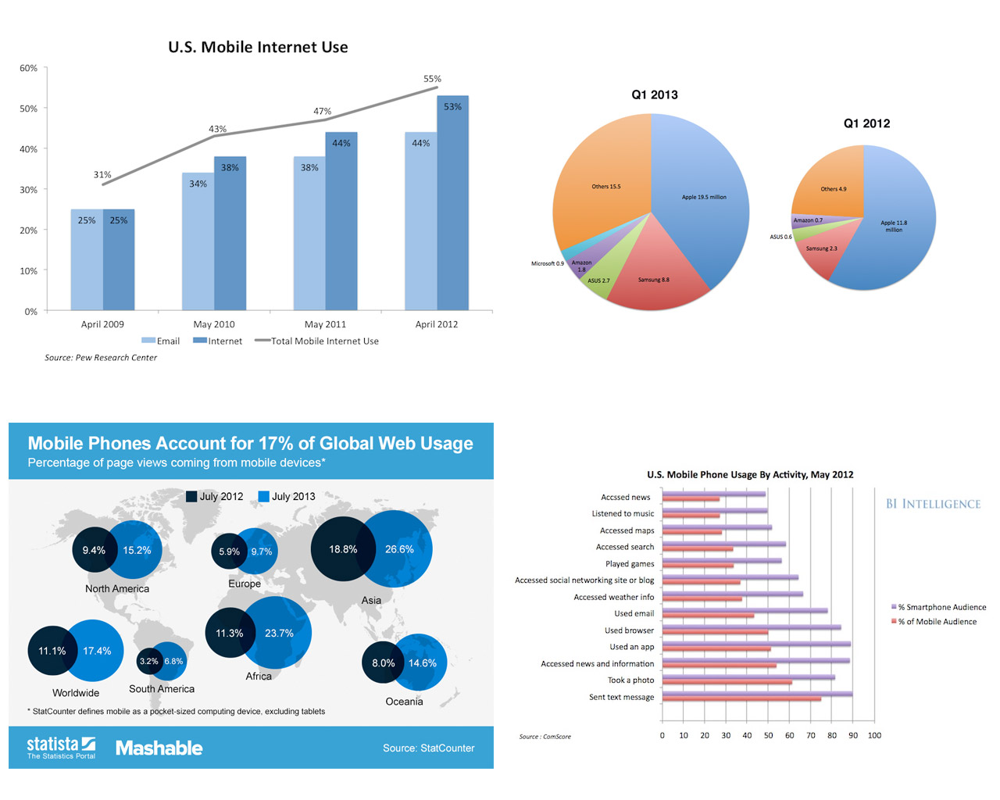 U.S. Mobile Internet Use
60%
50%
40%
30%
20%
10%
0%
31%
43%
47%
55%
25%
25%
34%
38%
38%
44%
44%
53%
April 2009
May 2010
May 2011
April 2012
Email
Internet
Total Mobile Internet Use
Source: Pew Research Center
Q1 2013
Others 15.5
Apple 19.5 million
Microsoft 0.9
Amazon
1.8
ASUS 2.7
Samsung 8.8
Q1 2012
Others 4.9
Amazon 0.7
ASUS 0.6
Samsung 2.3
Apple 11.8
million
Mobile Phones Account for 17% of Global Web Usage
Percentage of page views coming from mobile devices*
July 2012
July 2013
9.4%
15.2%
North America
5.9%
9.7%
Europe
18.8%
26.6%
Asia
11.1%
17.4%
Worldwide
3.2%
6.8%
South America
11.3%
23.7%
Africa
8.0%
14.6%
Oceania
* StatCounter defines mobile as a pocket-sized computing device, excluding tablets
statista
The Statistics Portal
Mashable
Source: StatCounter
U.S. Mobile Phone Usage By Activity, May 2012
BI INTELLIGENCE
Accssed news
Listened to music
Accessed maps
Accessed search
Played games
Accessed social networking site or blog
Accessed weather info
Used email
Used browser
Used an app
Accessed news and information
Took a photo
Sent text message
0 10 20 30 40 50 60 70 80 90 100
% Smartphone Audience
% of Mobile Audience
Source : ComScore